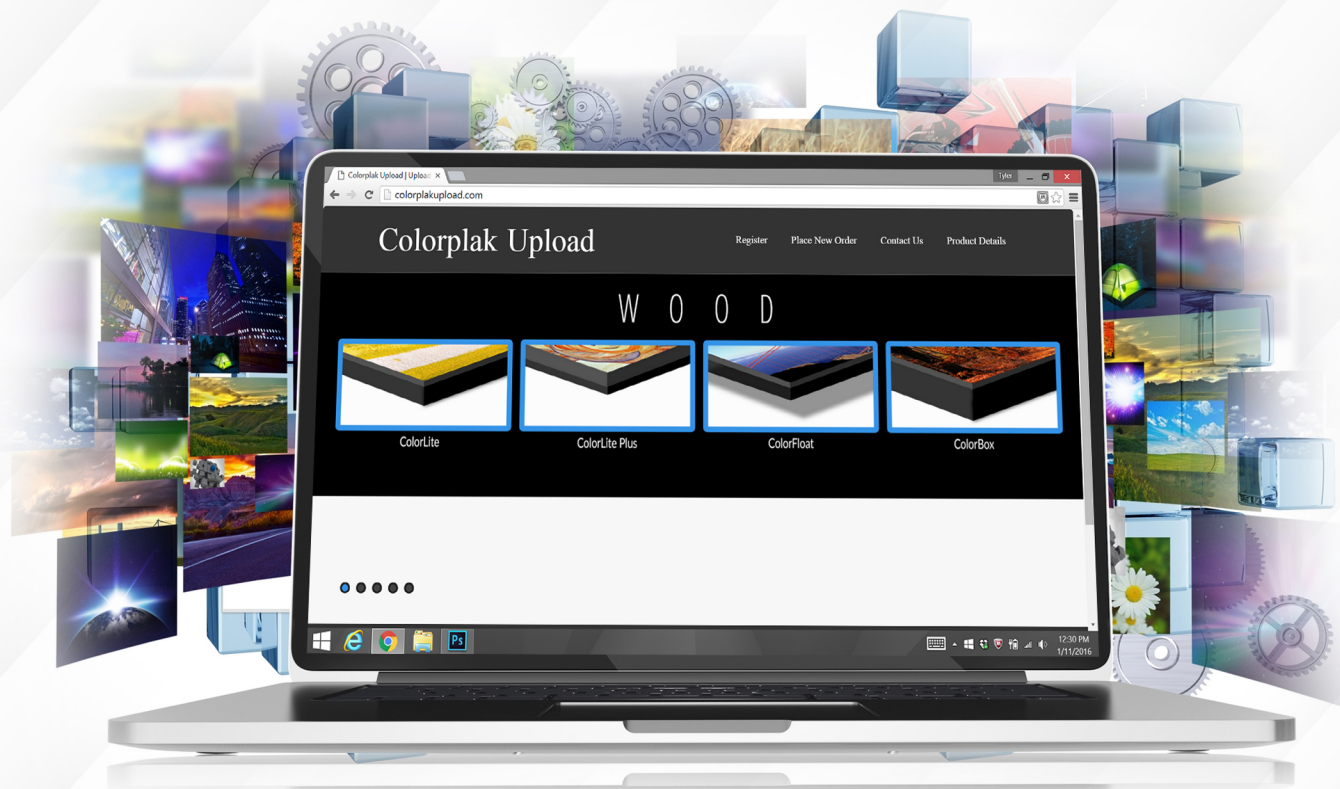 Colorplak Upload | Upload
Tyler
colorplakupload.com
Colorplak Upload
Register Place New Order Contact Us Product Details
WOOD
ColorLite ColorLite Plus ColorFloat ColorBox
Ps
12:30 PM
1/11/2016